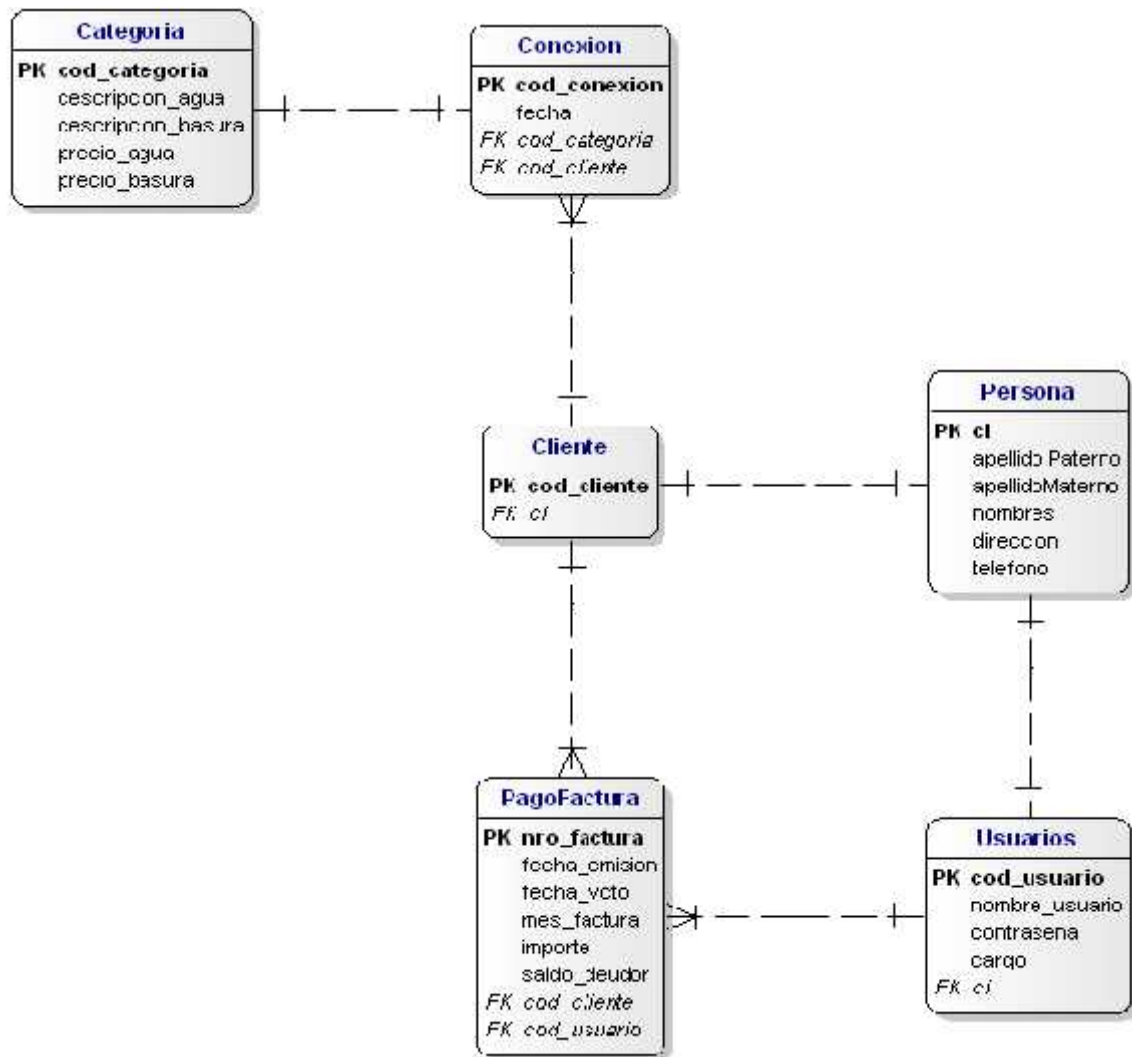 Categoria
PK cod_categoria
cescripcon_agua
cescripcon_basura
precio_agua
precio_basura
Conexion
PK cod_conexion
fecha
FK cod_categoria
FK cod_cliente
Cliente
PK cod_cliente
FK ci
Persona
PK ci
apellido Paterno
apellidoMaterno
nombres
direccion
telefono
PagoFactura
PK nro_factura
fecha_emision
fecha_vcto
mes_factura
importe
saldo_deudor
FK cod_cliente
FK cod_usuario
Usuarios
PK cod_usuario
nombre_usuario
contrasena
cargo
FK ci